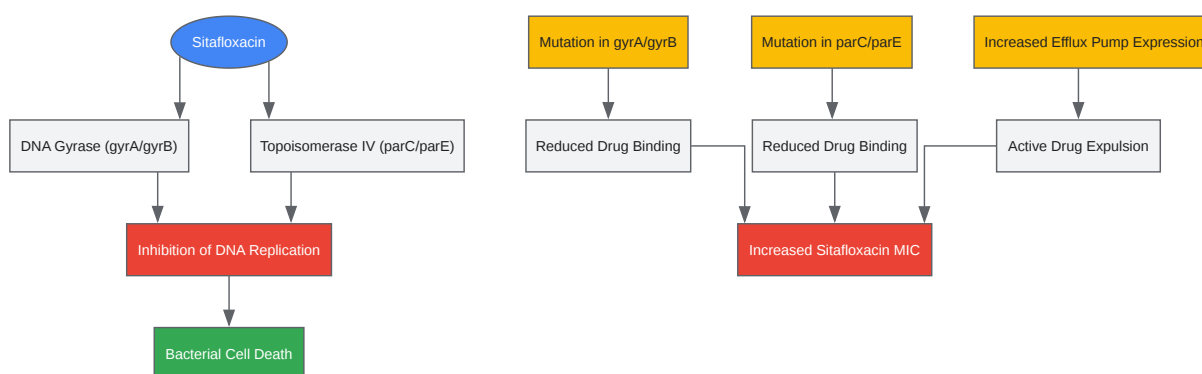 Sitafloxacin
Mutation in gyrA/gyrB
Mutation in parC/parE
Increased Efflux Pump Expression
DNA Gyrase (gyrA/gyrB)
Topoisomerase IV (parC/parE)
Reduced Drug Binding
Reduced Drug Binding
Active Drug Expulsion
Inhibition of DNA Replication
Increased Sitafloxacin MIC
Bacterial Cell Death